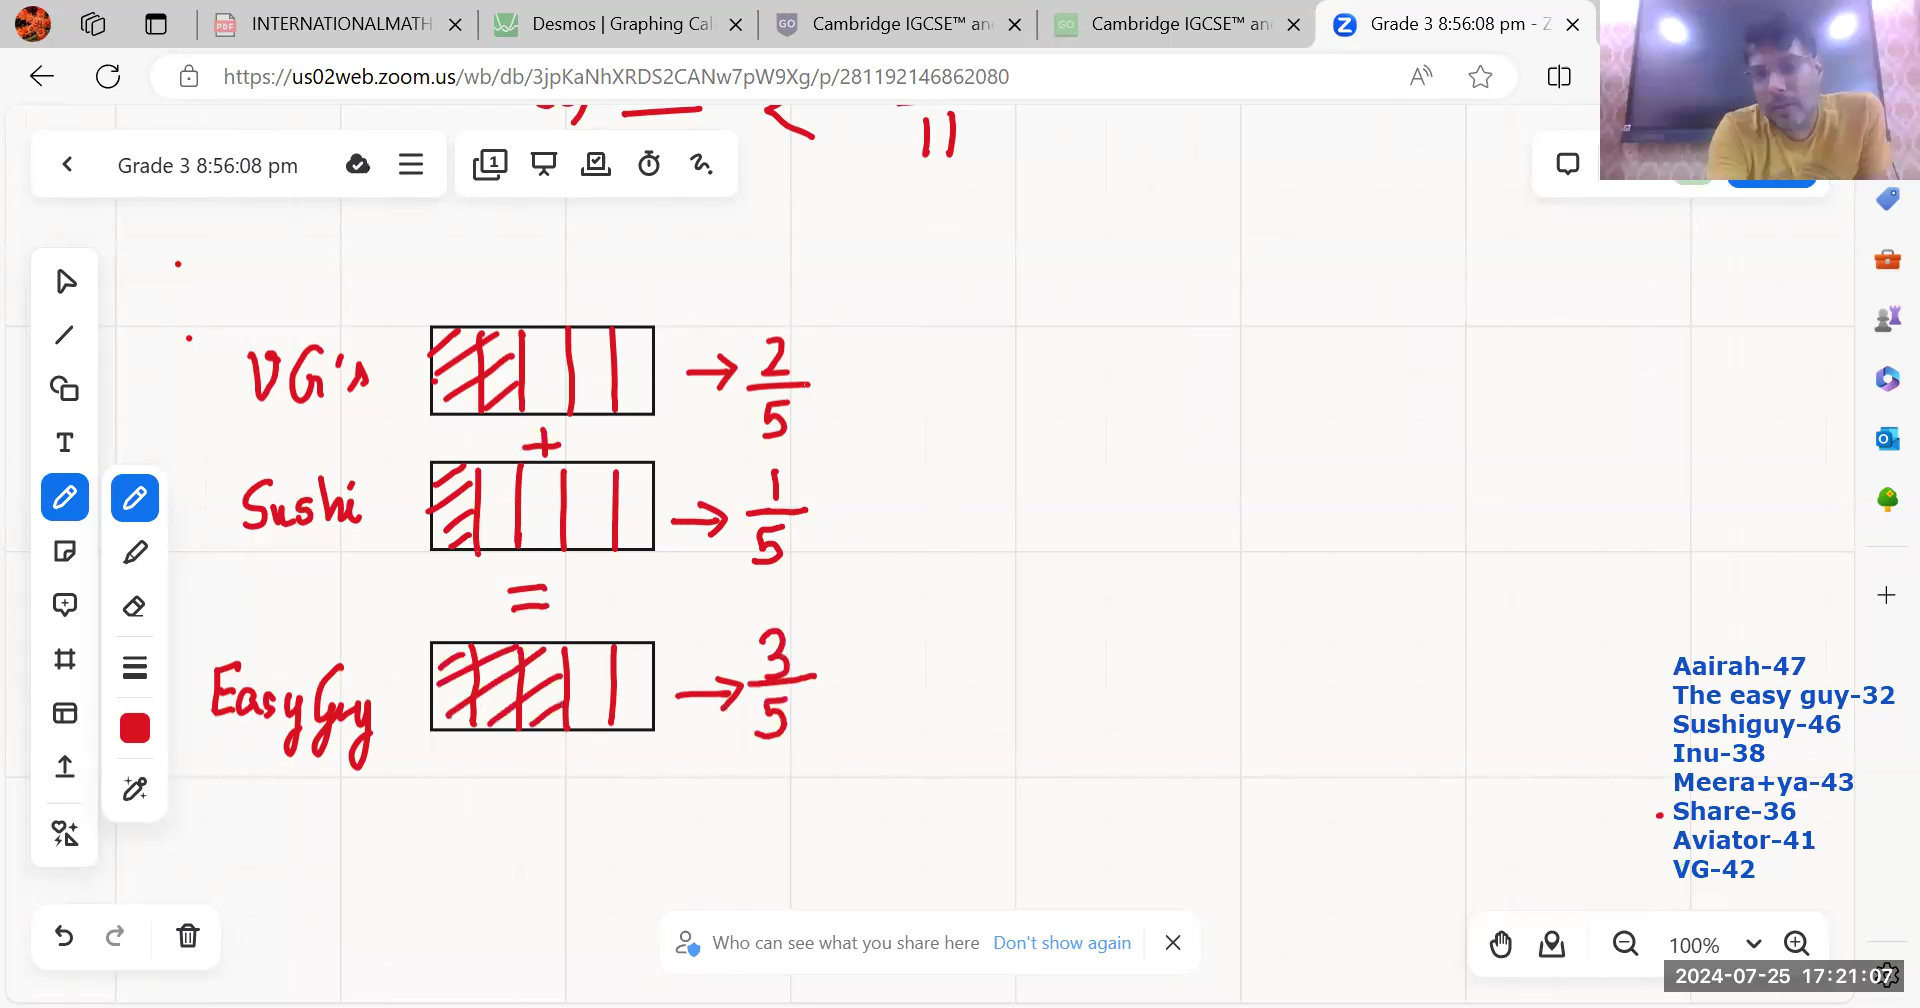 INTERNATIONALMATH
Desmos | Graphing Cal
Cambridge IGCSE™ an
Cambridge IGCSE™ an
Grade 3 8:56:08 pm - Z
https://us02web.zoom.us/wb/db/3jpKaNhXRDS2CANw7pW9Xg/p/281192146862080
<
11
Grade 3 8:56:08 pm
1
VG's → 2/5
+
Sushi → 1/5
=
Easy Guy → 3/5
Aairah-47
The easy guy-32
Sushiguy-46
Inu-38
Meera+ya-43
Share-36
Aviator-41
VG-42
Who can see what you share here Don't show again
100%
2024-07-25 17:21:07